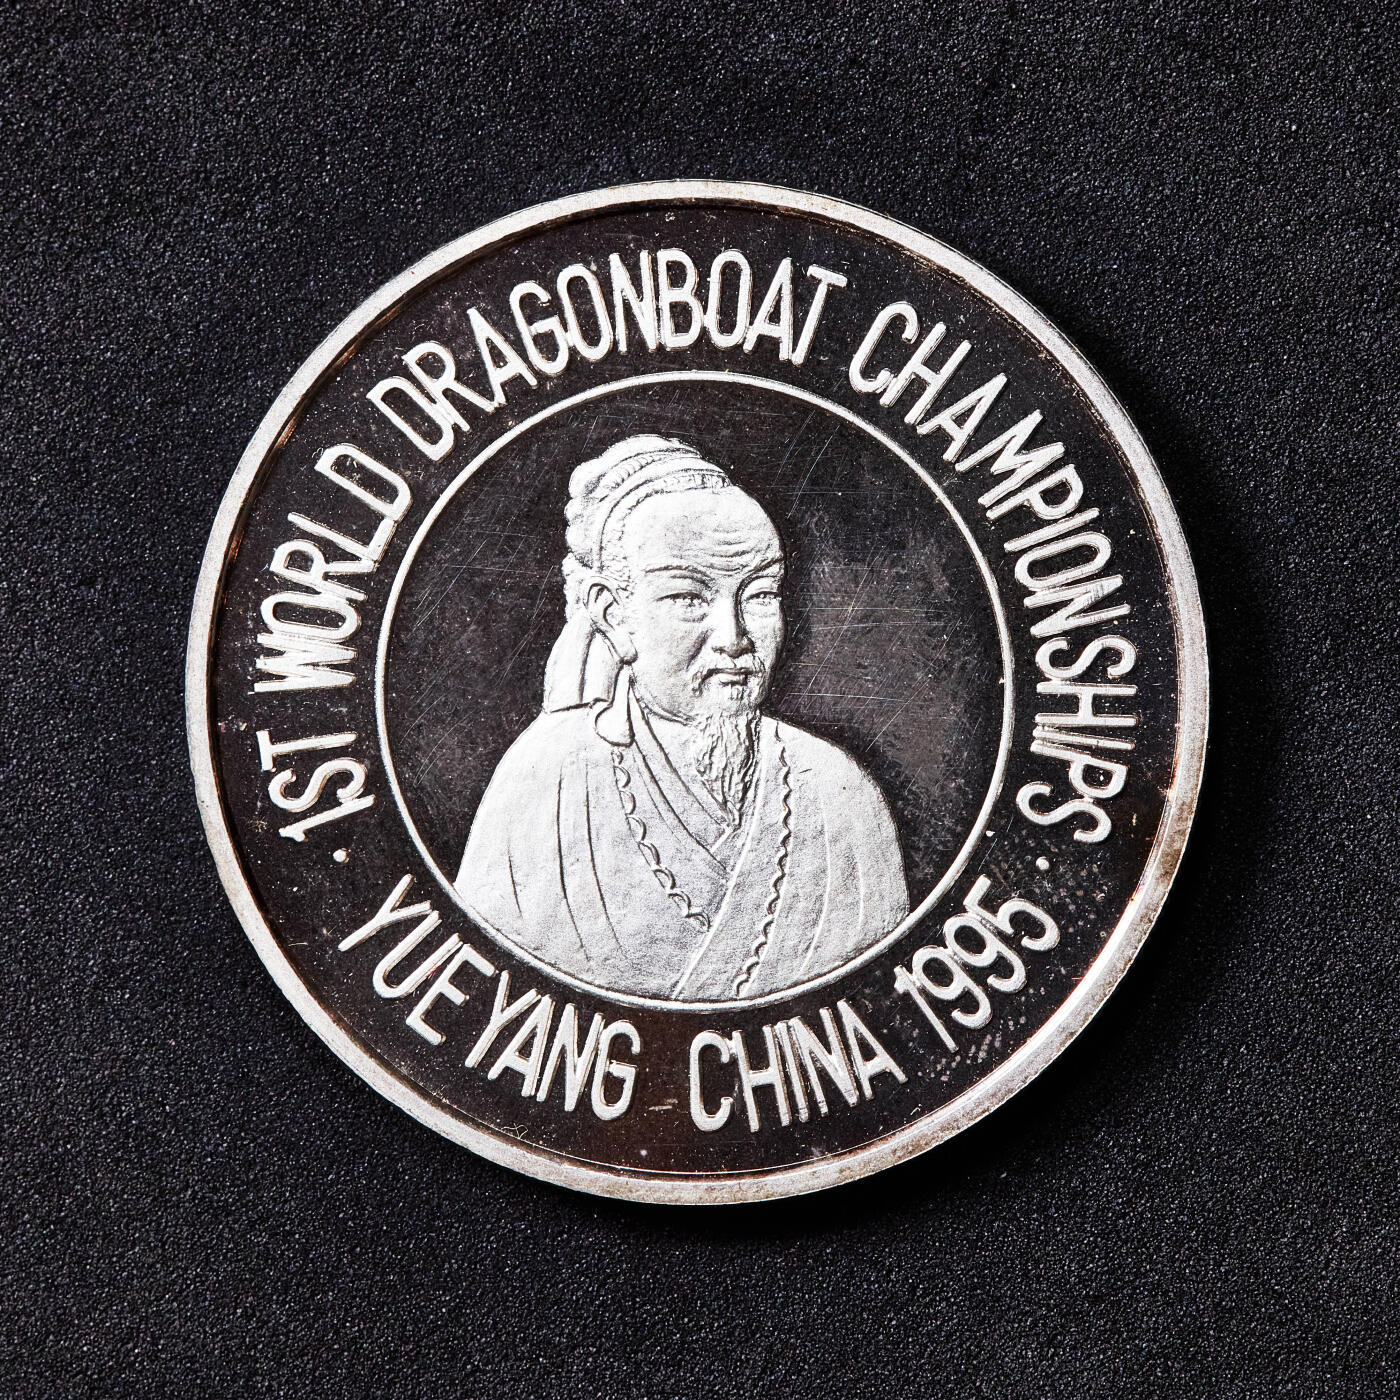 ·1ST WORLD DRAGONBOAT CHAMPIONSHIPS·
YUEYANG CHINA 1995